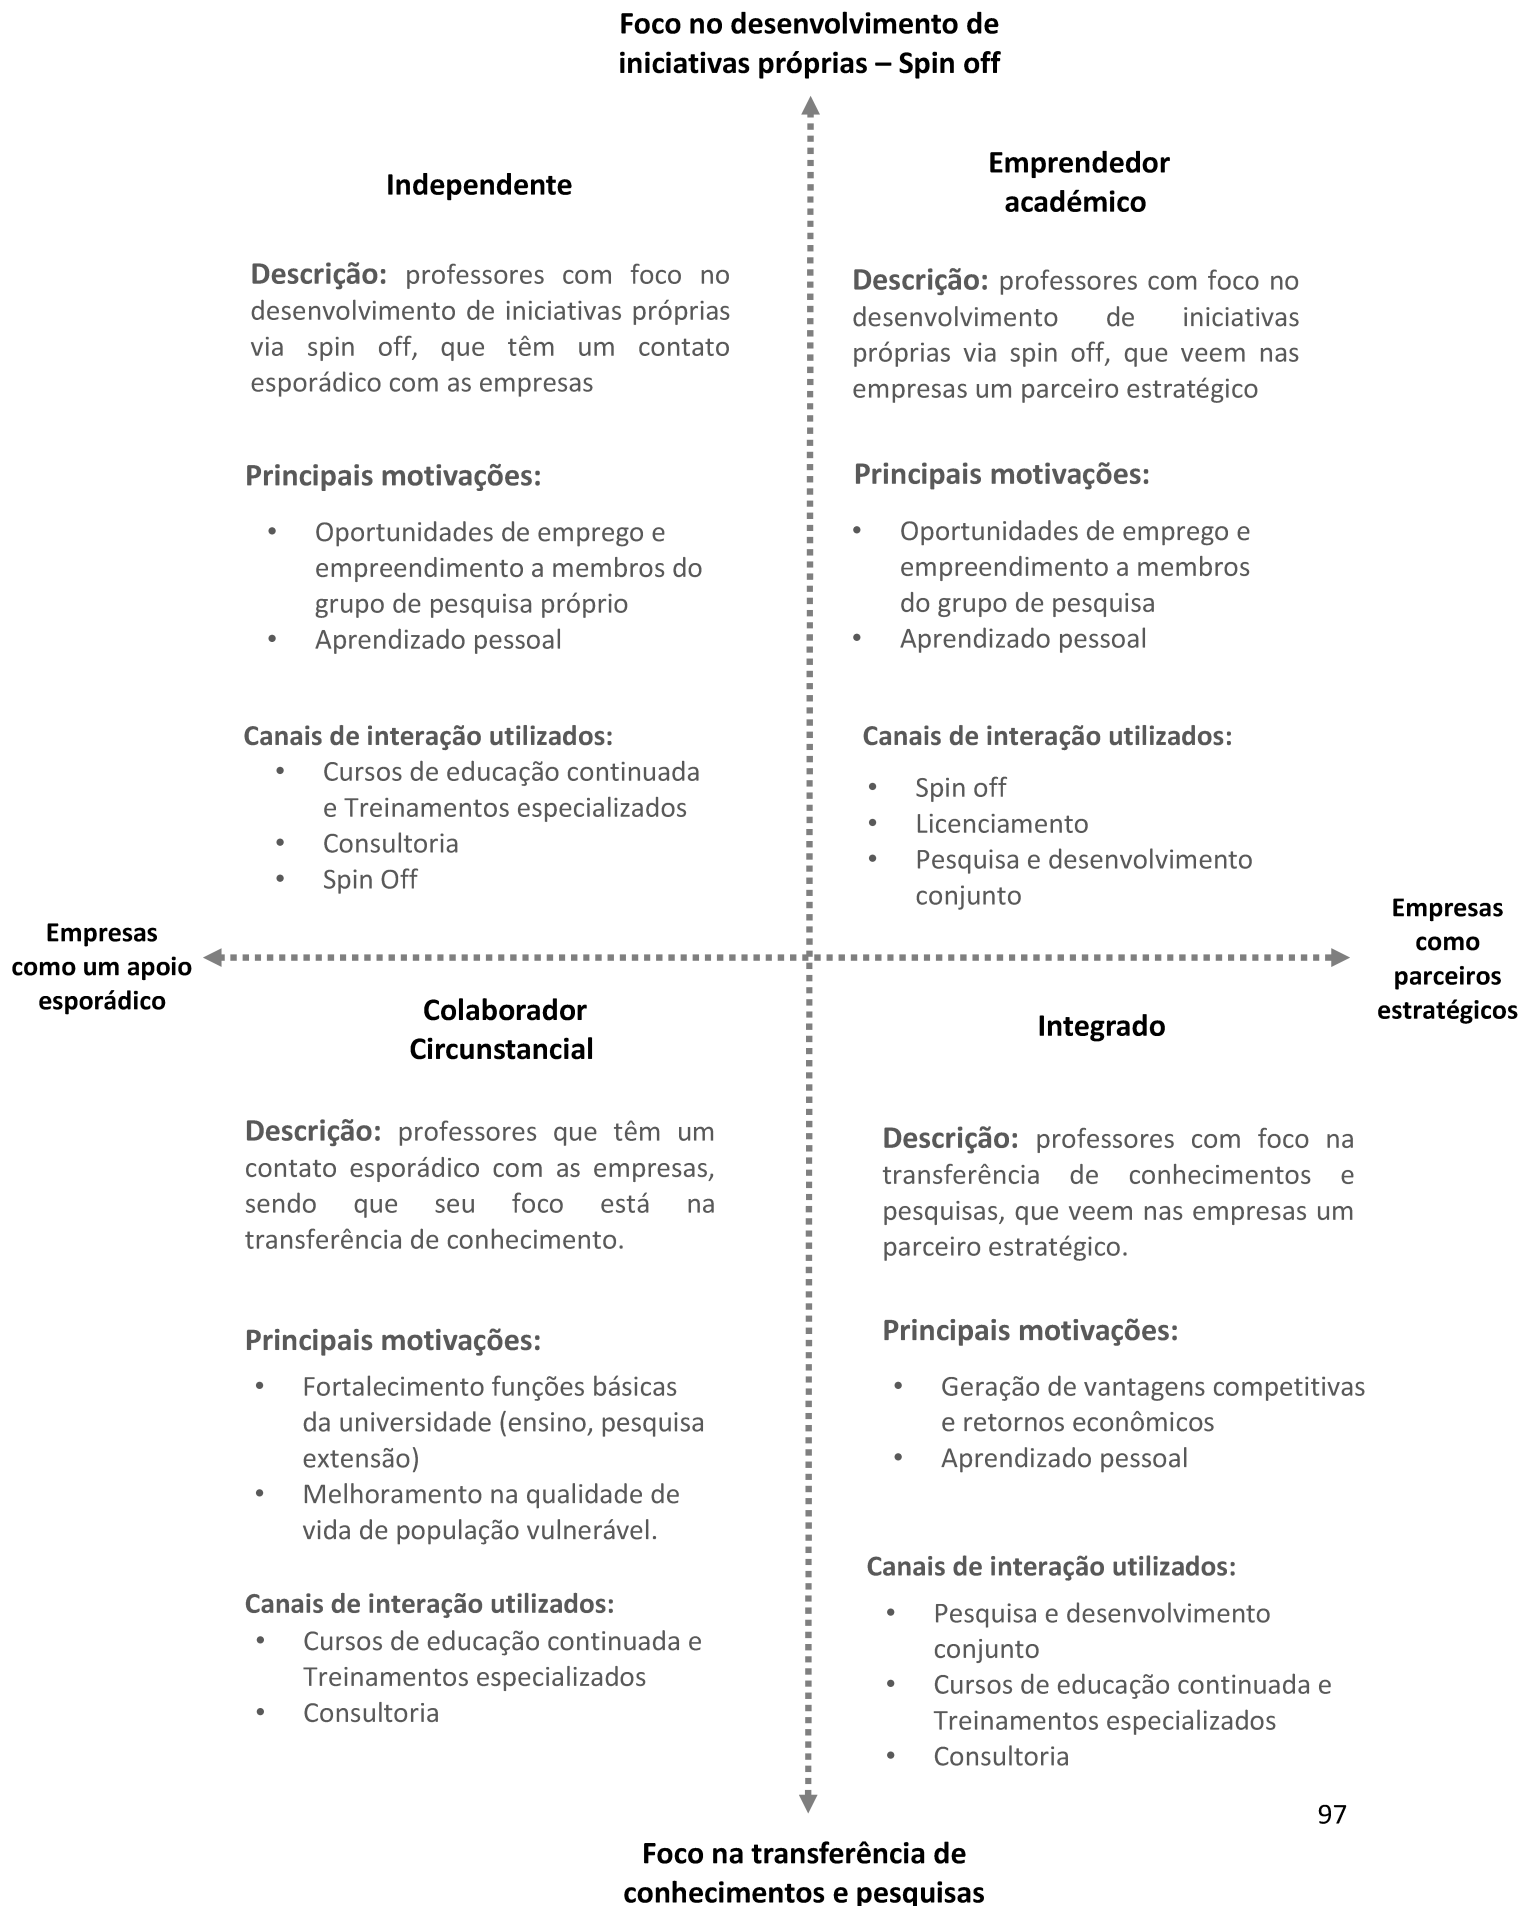 Foco no desenvolvimento de
iniciativas próprias – Spin off
Independente
Descrição: professores com foco no
desenvolvimento de iniciativas próprias
via spin off, que têm um contato
esporádico com as empresas
Principais motivações:
• Oportunidades de emprego e
empreendimento a membros do
grupo de pesquisa próprio
• Aprendizado pessoal
Canais de interação utilizados:
• Cursos de educação continuada
e Treinamentos especializados
• Consultoria
• Spin Off
Emprendedor
académico
Descrição: professores com foco no
desenvolvimento de iniciativas
próprias via spin off, que veem nas
empresas um parceiro estratégico
Principais motivações:
• Oportunidades de emprego e
empreendimento a membros
do grupo de pesquisa
• Aprendizado pessoal
Canais de interação utilizados:
• Spin off
• Licenciamento
• Pesquisa e desenvolvimento
conjunto
Empresas
como um apoio
esporádico
Empresas
como
parceiros
estratégicos
Colaborador
Circunstancial
Descrição: professores que têm um
contato esporádico com as empresas,
sendo que seu foco está na
transferência de conhecimento.
Principais motivações:
• Fortalecimento funções básicas
da universidade (ensino, pesquisa
extensão)
• Melhoramento na qualidade de
vida de população vulnerável.
Canais de interação utilizados:
• Cursos de educação continuada e
Treinamentos especializados
• Consultoria
Integrado
Descrição: professores com foco na
transferência de conhecimentos e
pesquisas, que veem nas empresas um
parceiro estratégico.
Principais motivações:
• Geração de vantagens competitivas
e retornos econômicos
• Aprendizado pessoal
Canais de interação utilizados:
• Pesquisa e desenvolvimento
conjunto
• Cursos de educação continuada e
Treinamentos especializados
• Consultoria
97
Foco na transferência de
conhecimentos e pesquisas